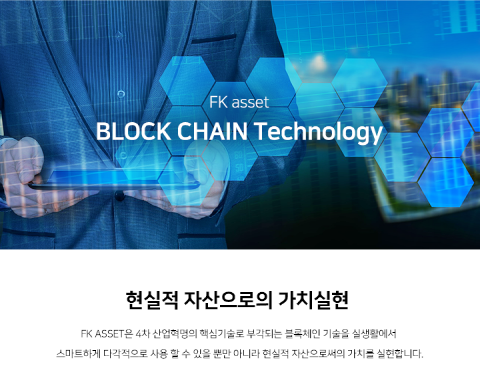 FK asset
BLOCK CHAIN Technology
현실적 자산으로의 가치실현
FK ASSET은 4차 산업혁명의 핵심기술로 부각되는 블록체인 기술을 실생활에서
스마트하게 다각적으로 사용 할 수 있을 뿐만 아니라 현실적 자산으로써의 가치를 실현합니다.